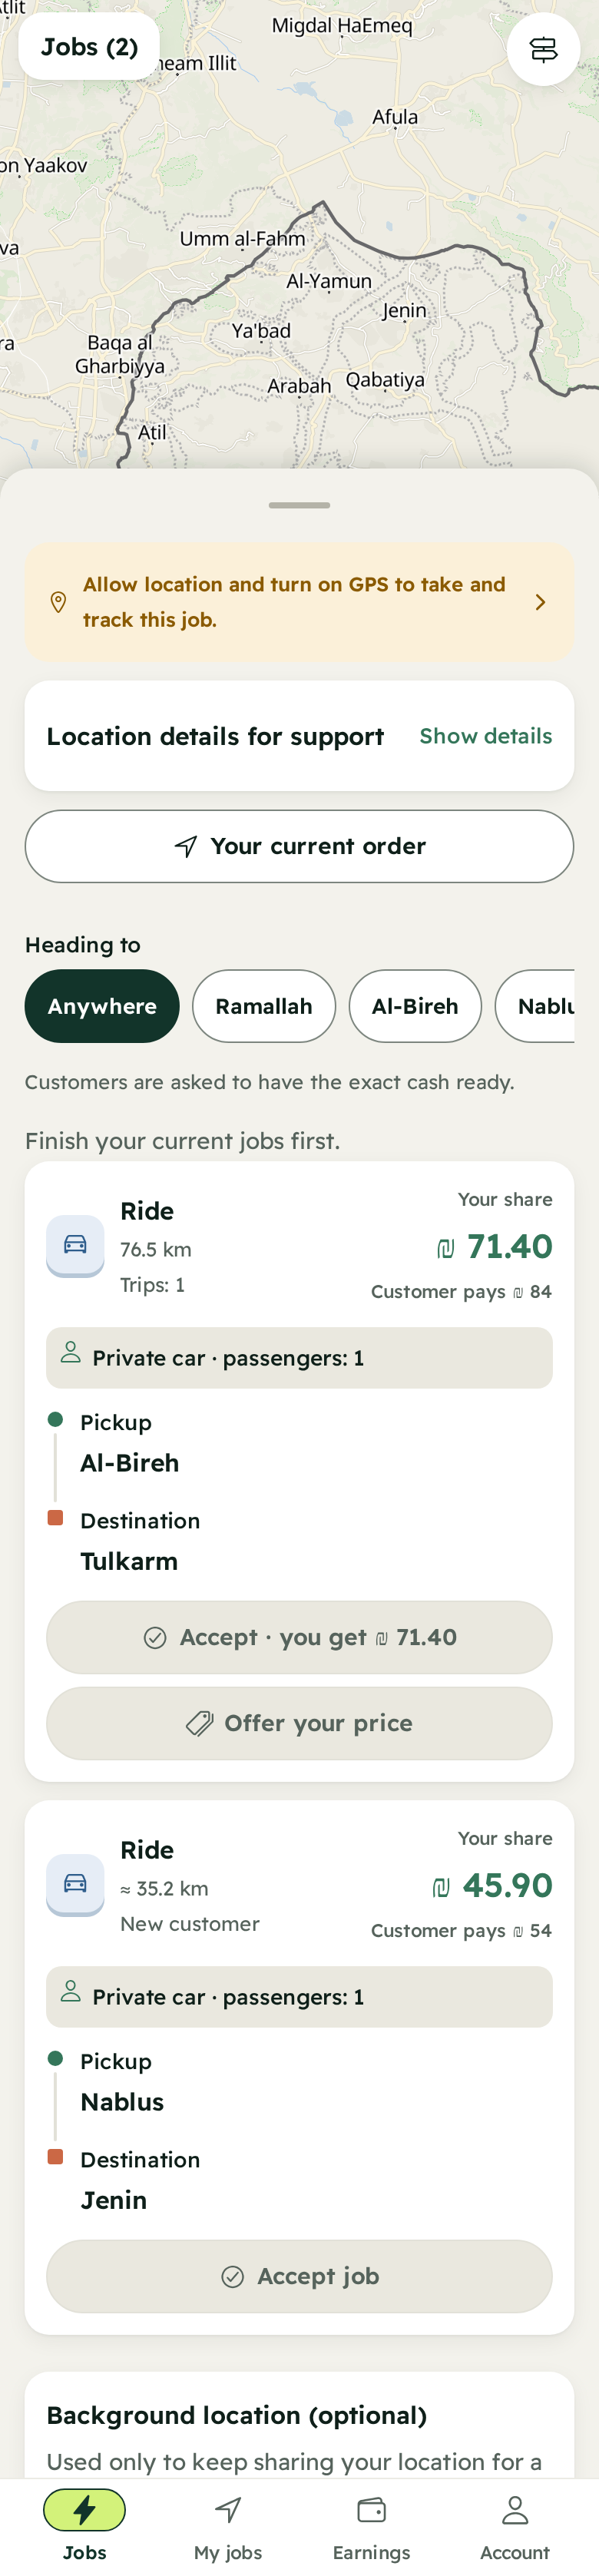 Jobs (2)
Migdal HaEmeq
neam Illit
Afula
on Yaakov
Umm al-Fahm
Al-Yamun
Jenin
Ya'bad
Baqa al
Gharbiyya
Arabah
Qabatiya
Atil
Allow location and turn on GPS to take and
track this job.
Location details for support
Show details
Your current order
Heading to
Anywhere
Ramallah
Al-Bireh
Nablu
Customers are asked to have the exact cash ready.
Finish your current jobs first.
Ride
76.5 km
Trips: 1
Your share
₪ 71.40
Customer pays ₪ 84
Private car · passengers: 1
Pickup
Al-Bireh
Destination
Tulkarm
Accept · you get ₪ 71.40
Offer your price
Ride
≈ 35.2 km
New customer
Your share
₪ 45.90
Customer pays ₪ 54
Private car · passengers: 1
Pickup
Nablus
Destination
Jenin
Accept job
Background location (optional)
Used only to keep sharing your location for a
Jobs
My jobs
Earnings
Account